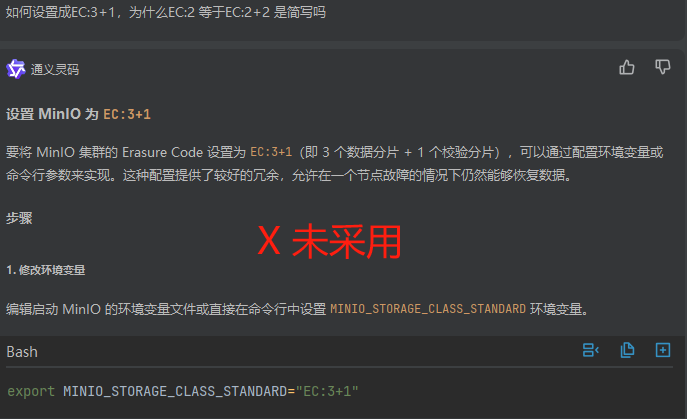 如何设置成EC:3+1，为什么EC:2 等于EC:2+2 是简写吗
通义灵码
设置 MinIO 为 EC:3+1
要将 MinIO 集群的 Erasure Code 设置为 EC:3+1（即 3 个数据分片 + 1 个校验分片），可以通过配置环境变量或
命令行参数来实现。这种配置提供了较好的冗余，允许在一个节点故障的情况下仍然能够恢复数据。
步骤
X 未采用
1. 修改环境变量
编辑启动 MinIO 的环境变量文件或直接在命令行中设置 MINIO_STORAGE_CLASS_STANDARD 环境变量。
Bash
export MINIO_STORAGE_CLASS_STANDARD="EC:3+1"